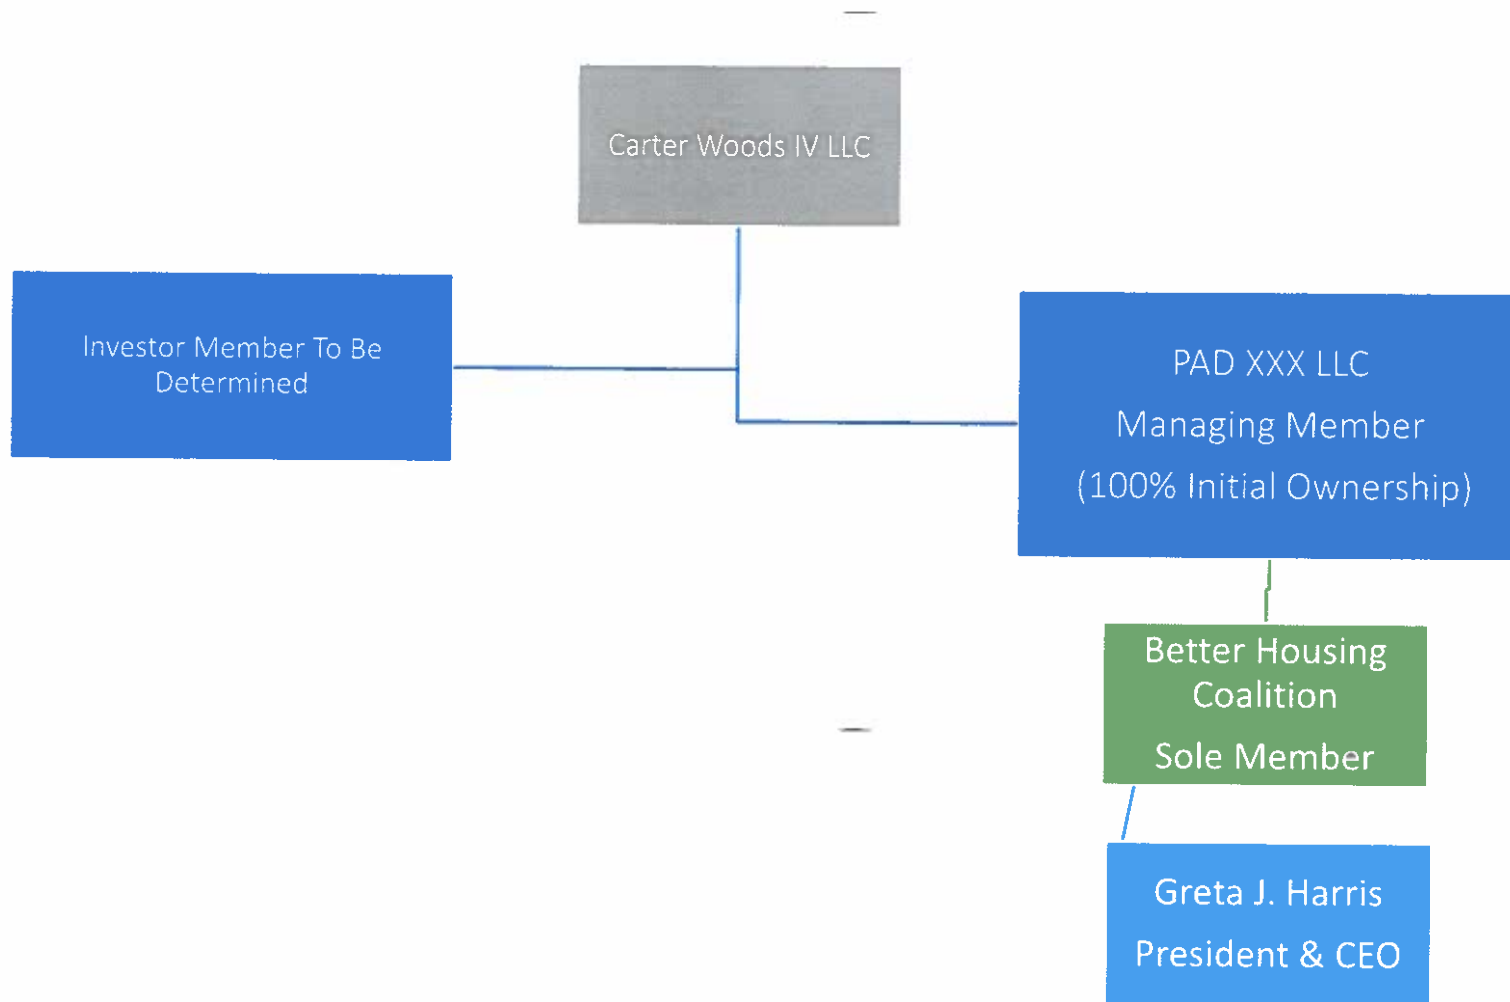 Carter Woods IV LLC
Investor Member To Be
Determined
PAD XXX LLC
Managing Member
(100% Initial Ownership)
Better Housing
Coalition
Sole Member
Greta J. Harris
President & CEO